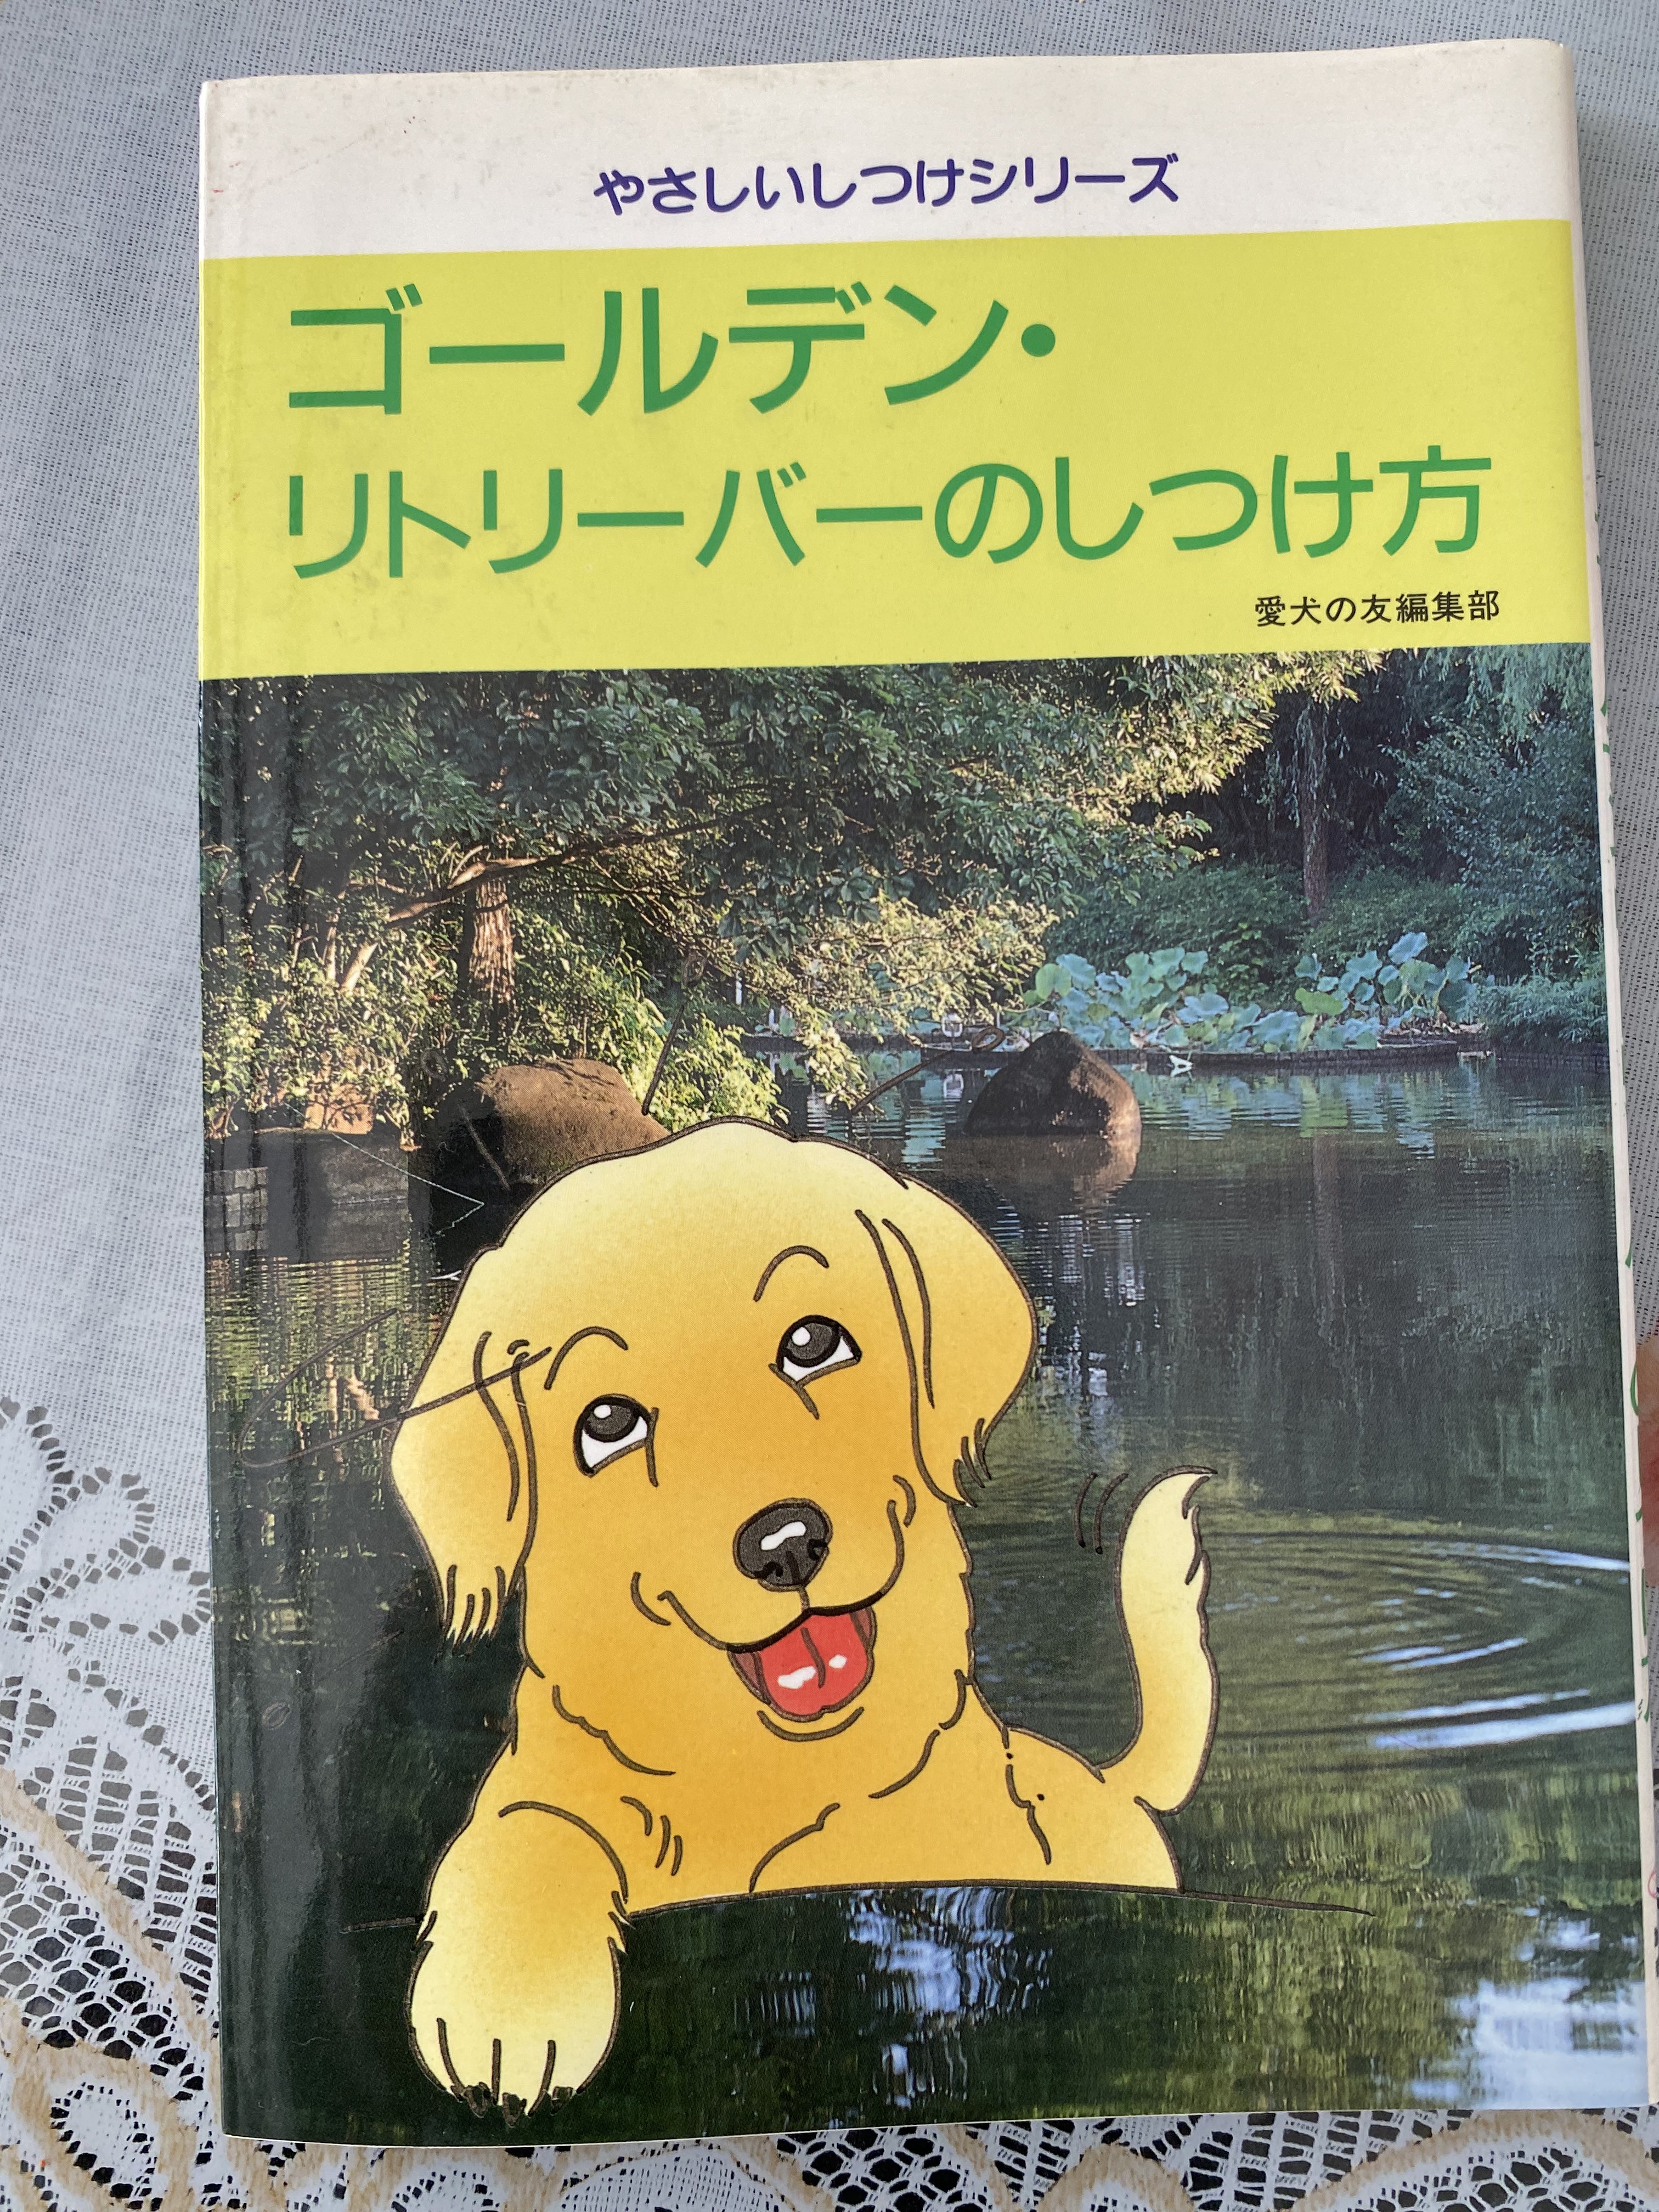 やさしいしつけシリーズ
ゴールデン・
リトリーバーのしつけ方
愛犬の友編集部